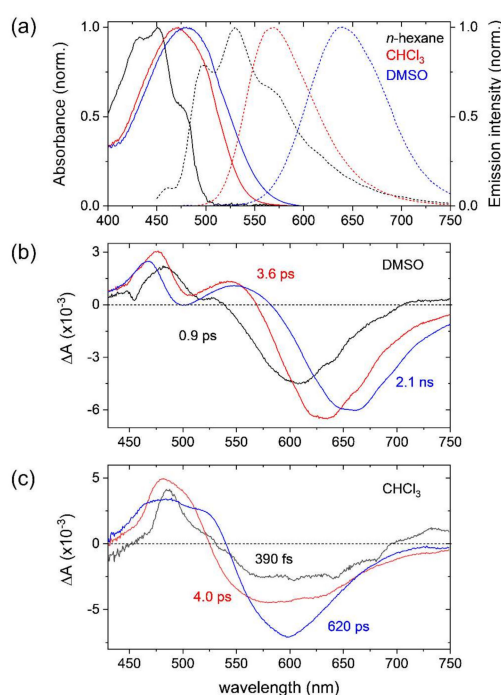 (a)
1.0
0.5
0.0
Absorbance (norm.)
n-hexane
CHCl₃
DMSO
1.0
0.5
0.0
Emission intensity (norm.)
400 450 500 550 600 650 700 750
(b)
3
0
-3
-6
ΔA (x10⁻³)
DMSO
3.6 ps
0.9 ps
2.1 ns
450 500 550 600 650 700 750
(c)
5
0
-5
ΔA (x10⁻³)
CHCl₃
390 fs
4.0 ps
620 ps
450 500 550 600 650 700 750
wavelength (nm)